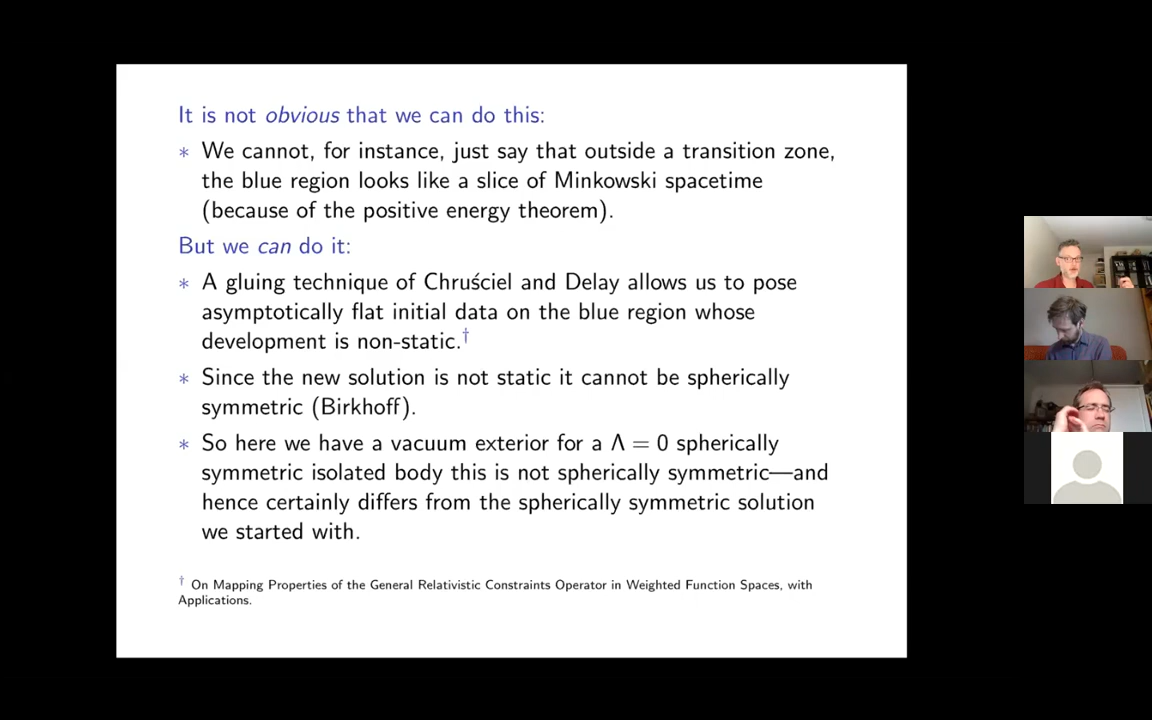 It is not obvious that we can do this:
∗ We cannot, for instance, just say that outside a transition zone,
the blue region looks like a slice of Minkowski spacetime
(because of the positive energy theorem).
But we can do it:
∗ A gluing technique of Chruściel and Delay allows us to pose
asymptotically flat initial data on the blue region whose
development is non-static.†
∗ Since the new solution is not static it cannot be spherically
symmetric (Birkhoff).
∗ So here we have a vacuum exterior for a Λ = 0 spherically
symmetric isolated body this is not spherically symmetric—and
hence certainly differs from the spherically symmetric solution
we started with.
† On Mapping Properties of the General Relativistic Constraints Operator in Weighted Function Spaces, with
Applications.